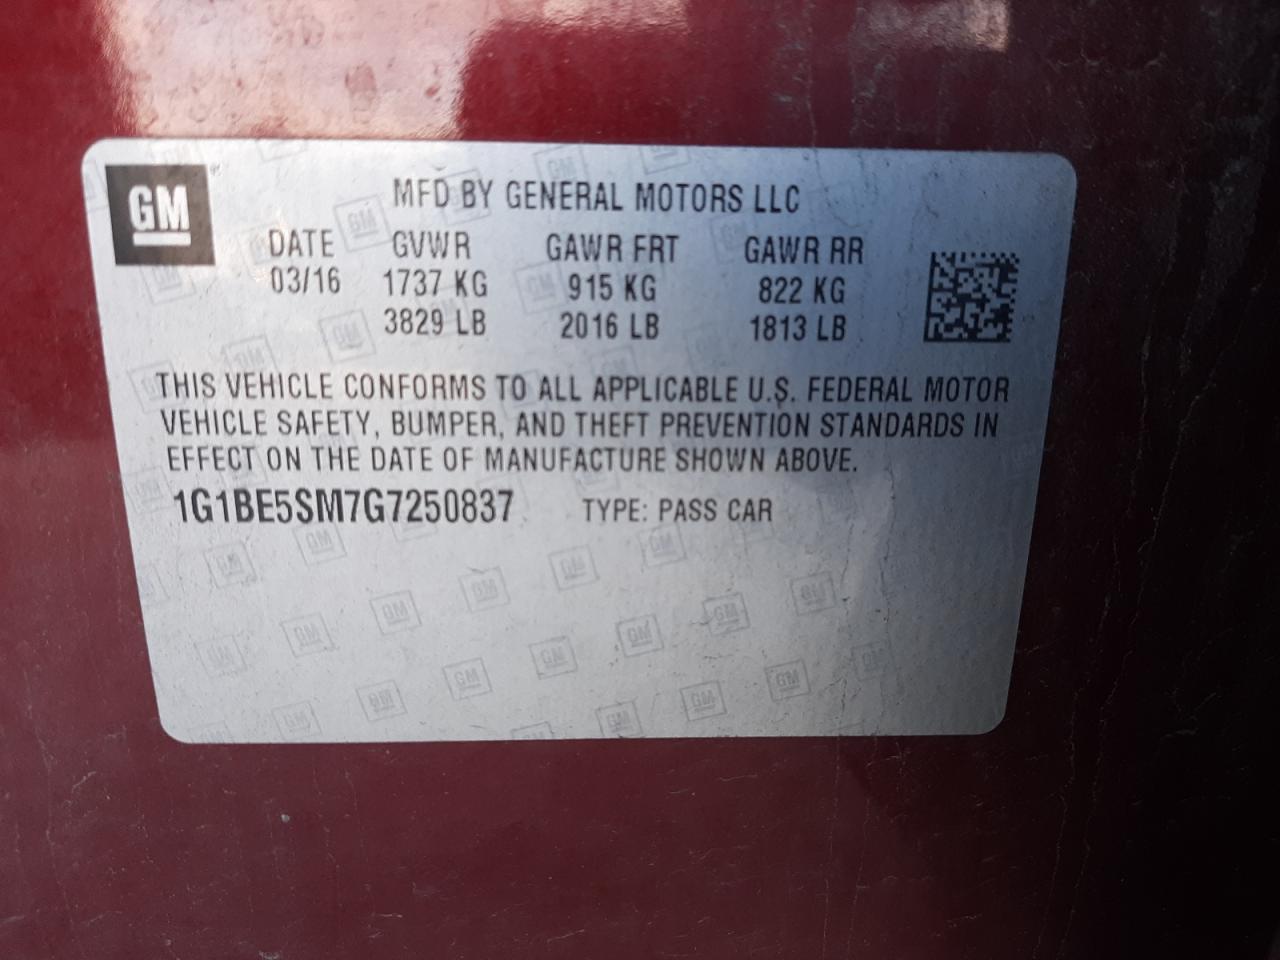 GM
MFD BY GENERAL MOTORS LLC
DATE GVWR GAWR FRT GAWR RR
03/16 1737 KG 915 KG 822 KG
3829 LB 2016 LB 1813 LB
THIS VEHICLE CONFORMS TO ALL APPLICABLE U.S. FEDERAL MOTOR
VEHICLE SAFETY, BUMPER, AND THEFT PREVENTION STANDARDS IN
EFFECT ON THE DATE OF MANUFACTURE SHOWN ABOVE.
1G1BE5SM7G7250837 TYPE: PASS CAR